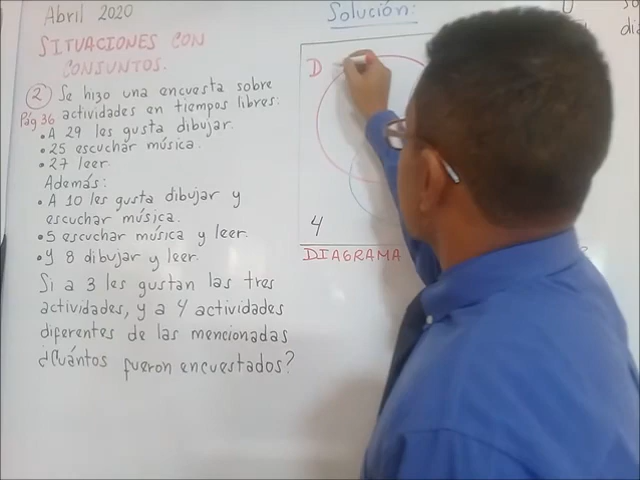 Abril 2020
SITUACIONES CON
CONJUNTOS.
2 Se hizo una encuesta sobre
Pág 36 actividades en tiempos libres:
• A 29 les gusta dibujar.
• 25 escuchar música.
• 27 leer.
Además:
• A 10 les gusta dibujar y
escuchar música.
• 5 escuchar música y leer.
• Y 8 dibujar y leer.
Si a 3 les gustan las tres
actividades, y a 4 actividades
diferentes de las mencionadas
¿Cuántos fueron encuestados?
Solución:
D
4
DIAGRAMA